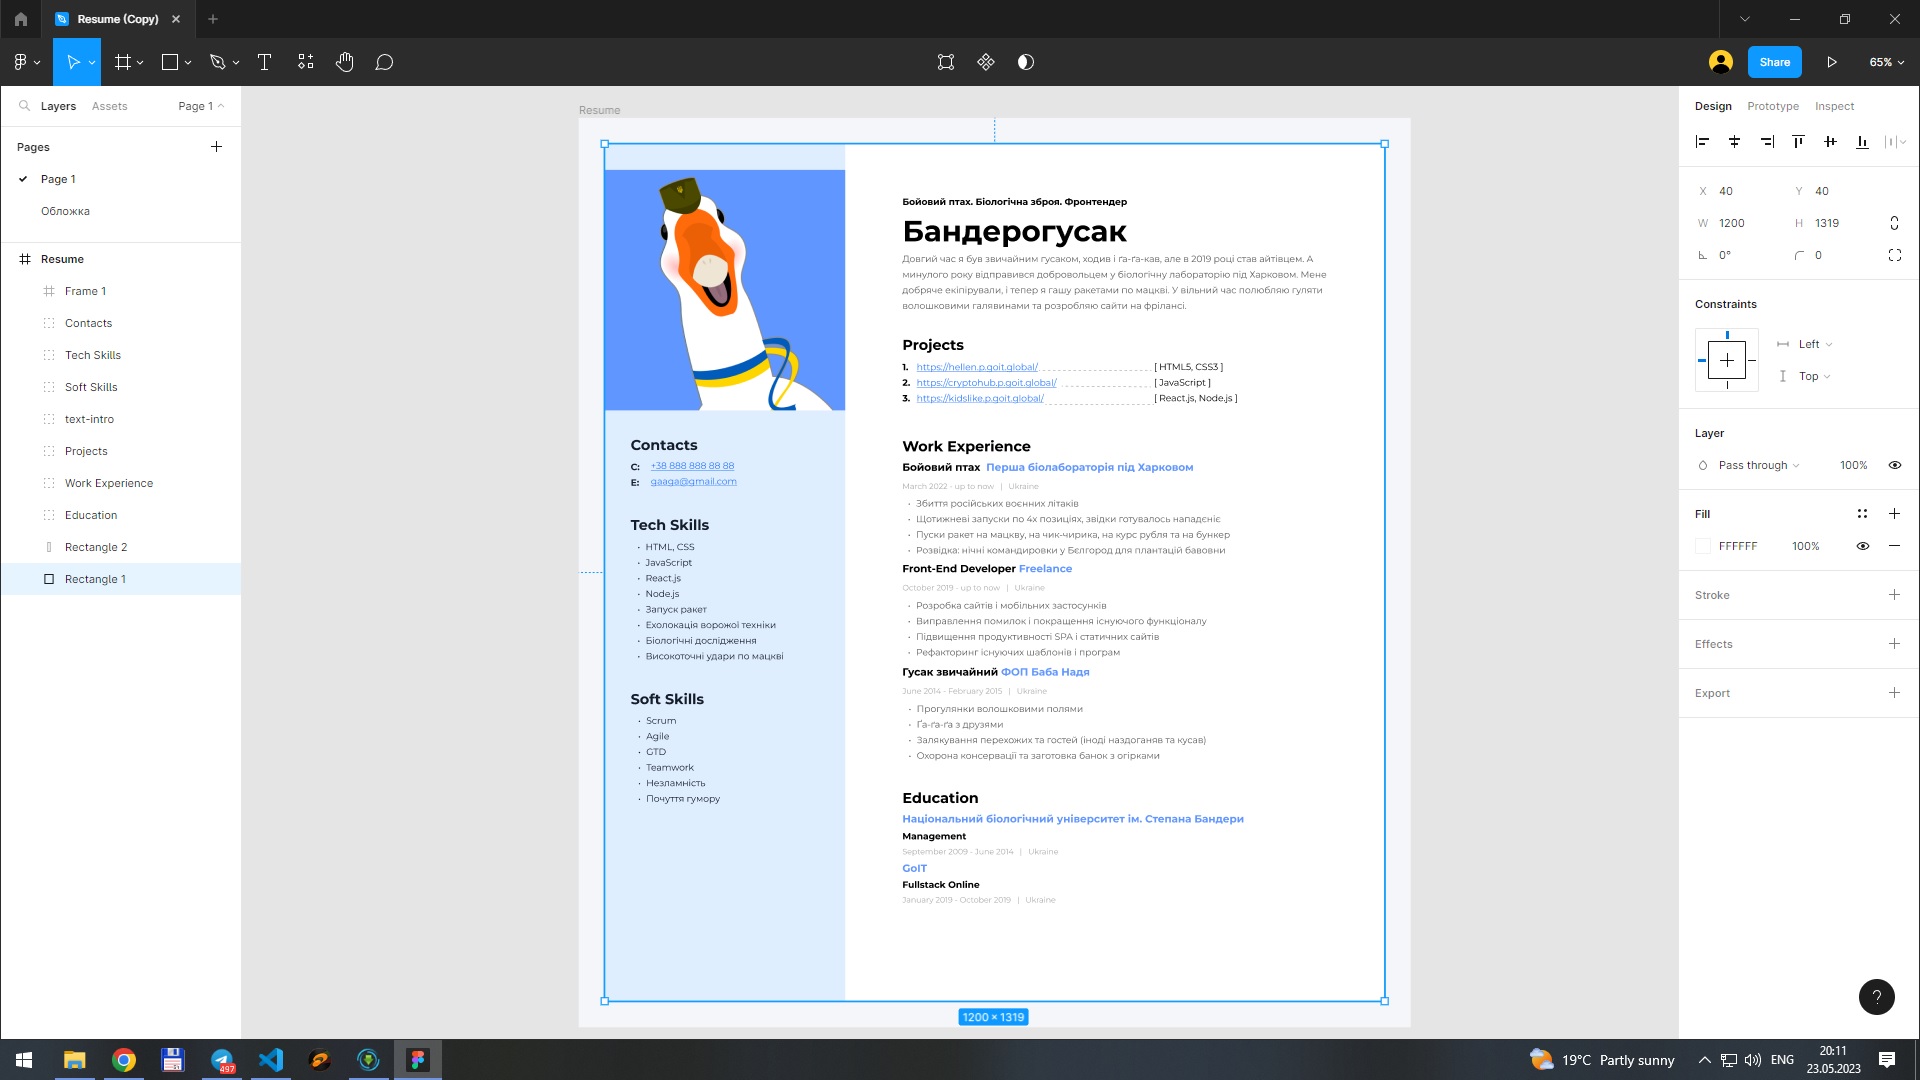 Resume (Copy)
Share
65%
Layers
Assets
Page 1
Pages
Page 1
Обложка
Resume
Frame 1
Contacts
Tech Skills
Soft Skills
text-intro
Projects
Work Experience
Education
Rectangle 2
Rectangle 1
Resume
Contacts
C: +38 888 888 88 88
E: gaaga@gmail.com
Tech Skills
• HTML, CSS
• JavaScript
• React.js
• Node.js
• Запуск ракет
• Ехолокація ворожої техніки
• Біологічні дослідження
• Високоточні удари по мацкві
Soft Skills
• Scrum
• Agile
• GTD
• Teamwork
• Незламність
• Почуття гумору
Бойовий птах. Біологічна зброя. Фронтендер
Бандерогусак
Довгий час я був звичайним гусаком, ходив і ґа-ґа-кав, але в 2019 році став айтівцем. А
минулого року відправився добровольцем у біологічну лабораторію під Харковом. Мене
добряче екіпірували, і тепер я гашу ракетами по мацкві. У вільний час полюбляю гуляти
волошковими галявинами та розробляю сайти на фрілансі.
Projects
1. https://hellen.p.goit.global/ [ HTML5, CSS3 ]
2. https://cryptohub.p.goit.global/ [ JavaScript ]
3. https://kidslike.p.goit.global/ [ React.js, Node.js ]
Work Experience
Бойовий птах Перша біолабораторія під Харковом
March 2022 - up to now | Ukraine
• Збиття російських воєнних літаків
• Щотижневі запуски по 4х позиціях, звідки готувалось нападєніє
• Пуски ракет на мацкву, на чик-чирика, на курс рубля та на бункер
• Розвідка: нічні командировки у Бєлгород для плантацій бавовни
Front-End Developer Freelance
October 2019 - up to now | Ukraine
• Розробка сайтів і мобільних застосунків
• Виправлення помилок і покращення існуючого функціоналу
• Підвищення продуктивності SPA і статичних сайтів
• Рефакторинг існуючих шаблонів і програм
Гусак звичайний ФОП Баба Надя
June 2014 - February 2015 | Ukraine
• Прогулянки волошковими полями
• Ґа-ґа-ґа з друзями
• Залякування перехожих та гостей (іноді наздоганяв та кусав)
• Охорона консервації та заготовка банок з огірками
Education
Національний біологічний університет ім. Степана Бандери
Management
September 2009 - June 2014 | Ukraine
GoIT
Fullstack Online
January 2019 - October 2019 | Ukraine
1200 × 1319
Design
Prototype
Inspect
X 40
Y 40
W 1200
H 1319
0°
0
Constraints
Left
Top
Layer
Pass through
100%
Fill
FFFFFF
100%
Stroke
Effects
Export
?
497
19°C Partly sunny
ENG
20:11
23.05.2023